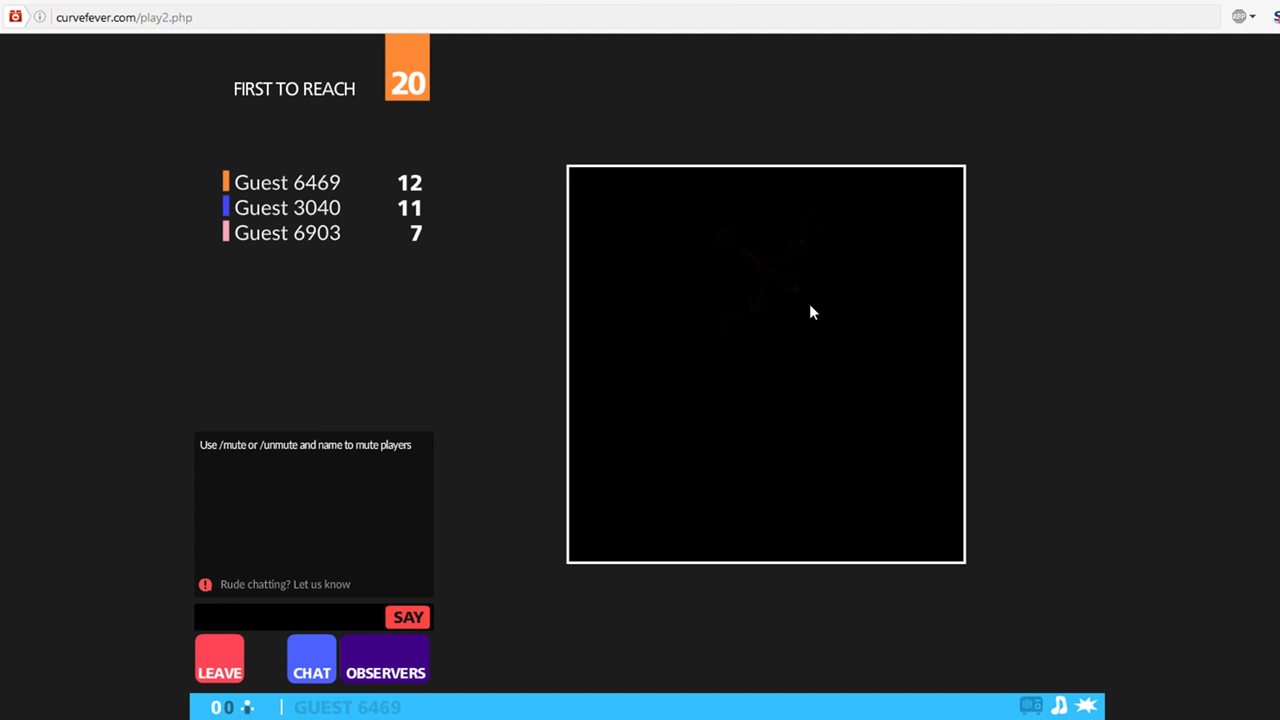 curvefever.com/play2.php
ABP
FIRST TO REACH 20
Guest 6469 12
Guest 3040 11
Guest 6903 7
Use /mute or /unmute and name to mute players
Rude chatting? Let us know
SAY
LEAVE CHAT OBSERVERS
00 GUEST 6469